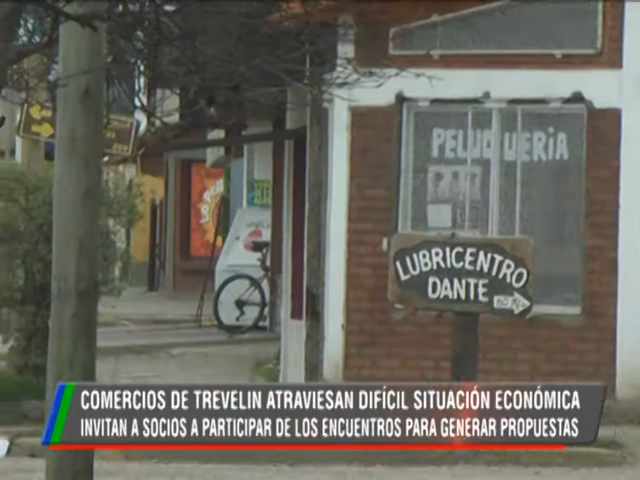 PELUQUERIA
LUBRICENTRO
DANTE
COMERCIOS DE TREVELIN ATRAVIESAN DIFÍCIL SITUACIÓN ECONÓMICA
INVITAN A SOCIOS A PARTICIPAR DE LOS ENCUENTROS PARA GENERAR PROPUESTAS